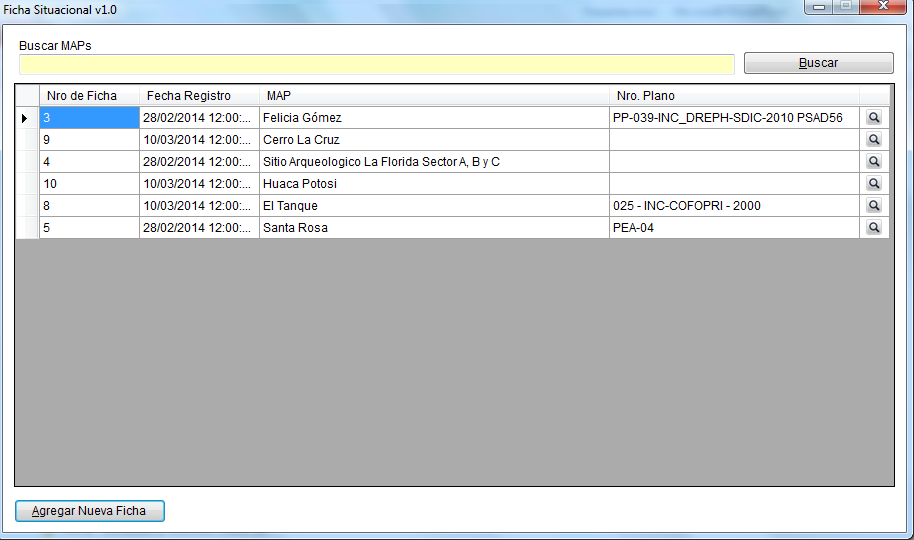 Ficha Situacional v1.0
Buscar MAPs
Buscar
Nro de Ficha Fecha Registro MAP Nro. Plano
3 28/02/2014 12:00:... Felicia Gómez PP-039-INC_DREPH-SDIC-2010 PSAD56
9 10/03/2014 12:00:... Cerro La Cruz
4 28/02/2014 12:00:... Sitio Arqueologico La Florida Sector A, B y C
10 10/03/2014 12:00:... Huaca Potosi
8 10/03/2014 12:00:... El Tanque 025 - INC-COFOPRI - 2000
5 28/02/2014 12:00:... Santa Rosa PEA-04
Agregar Nueva Ficha